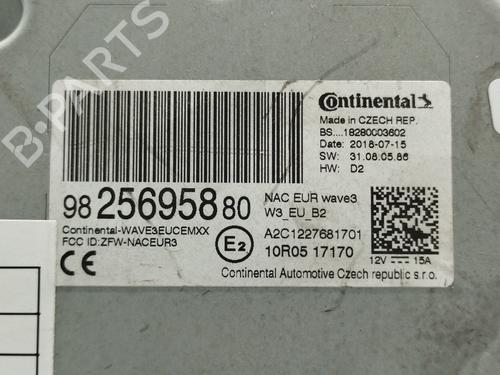 B-PARTS
Continental
Made in CZECH REP.
BS....18280003602
Date: 2018-07-15
SW: 31.08.05.86
HW: D2
98 256958 80
NAC EUR wave3
W3_EU_B2
Continental-WAVE3EUCEMXX
FCC ID:ZFW-NACEUR3
A2C1227681701
CE
E2
10R05 17170
12V 15A
Continental Automotive Czech republic s.r.o.